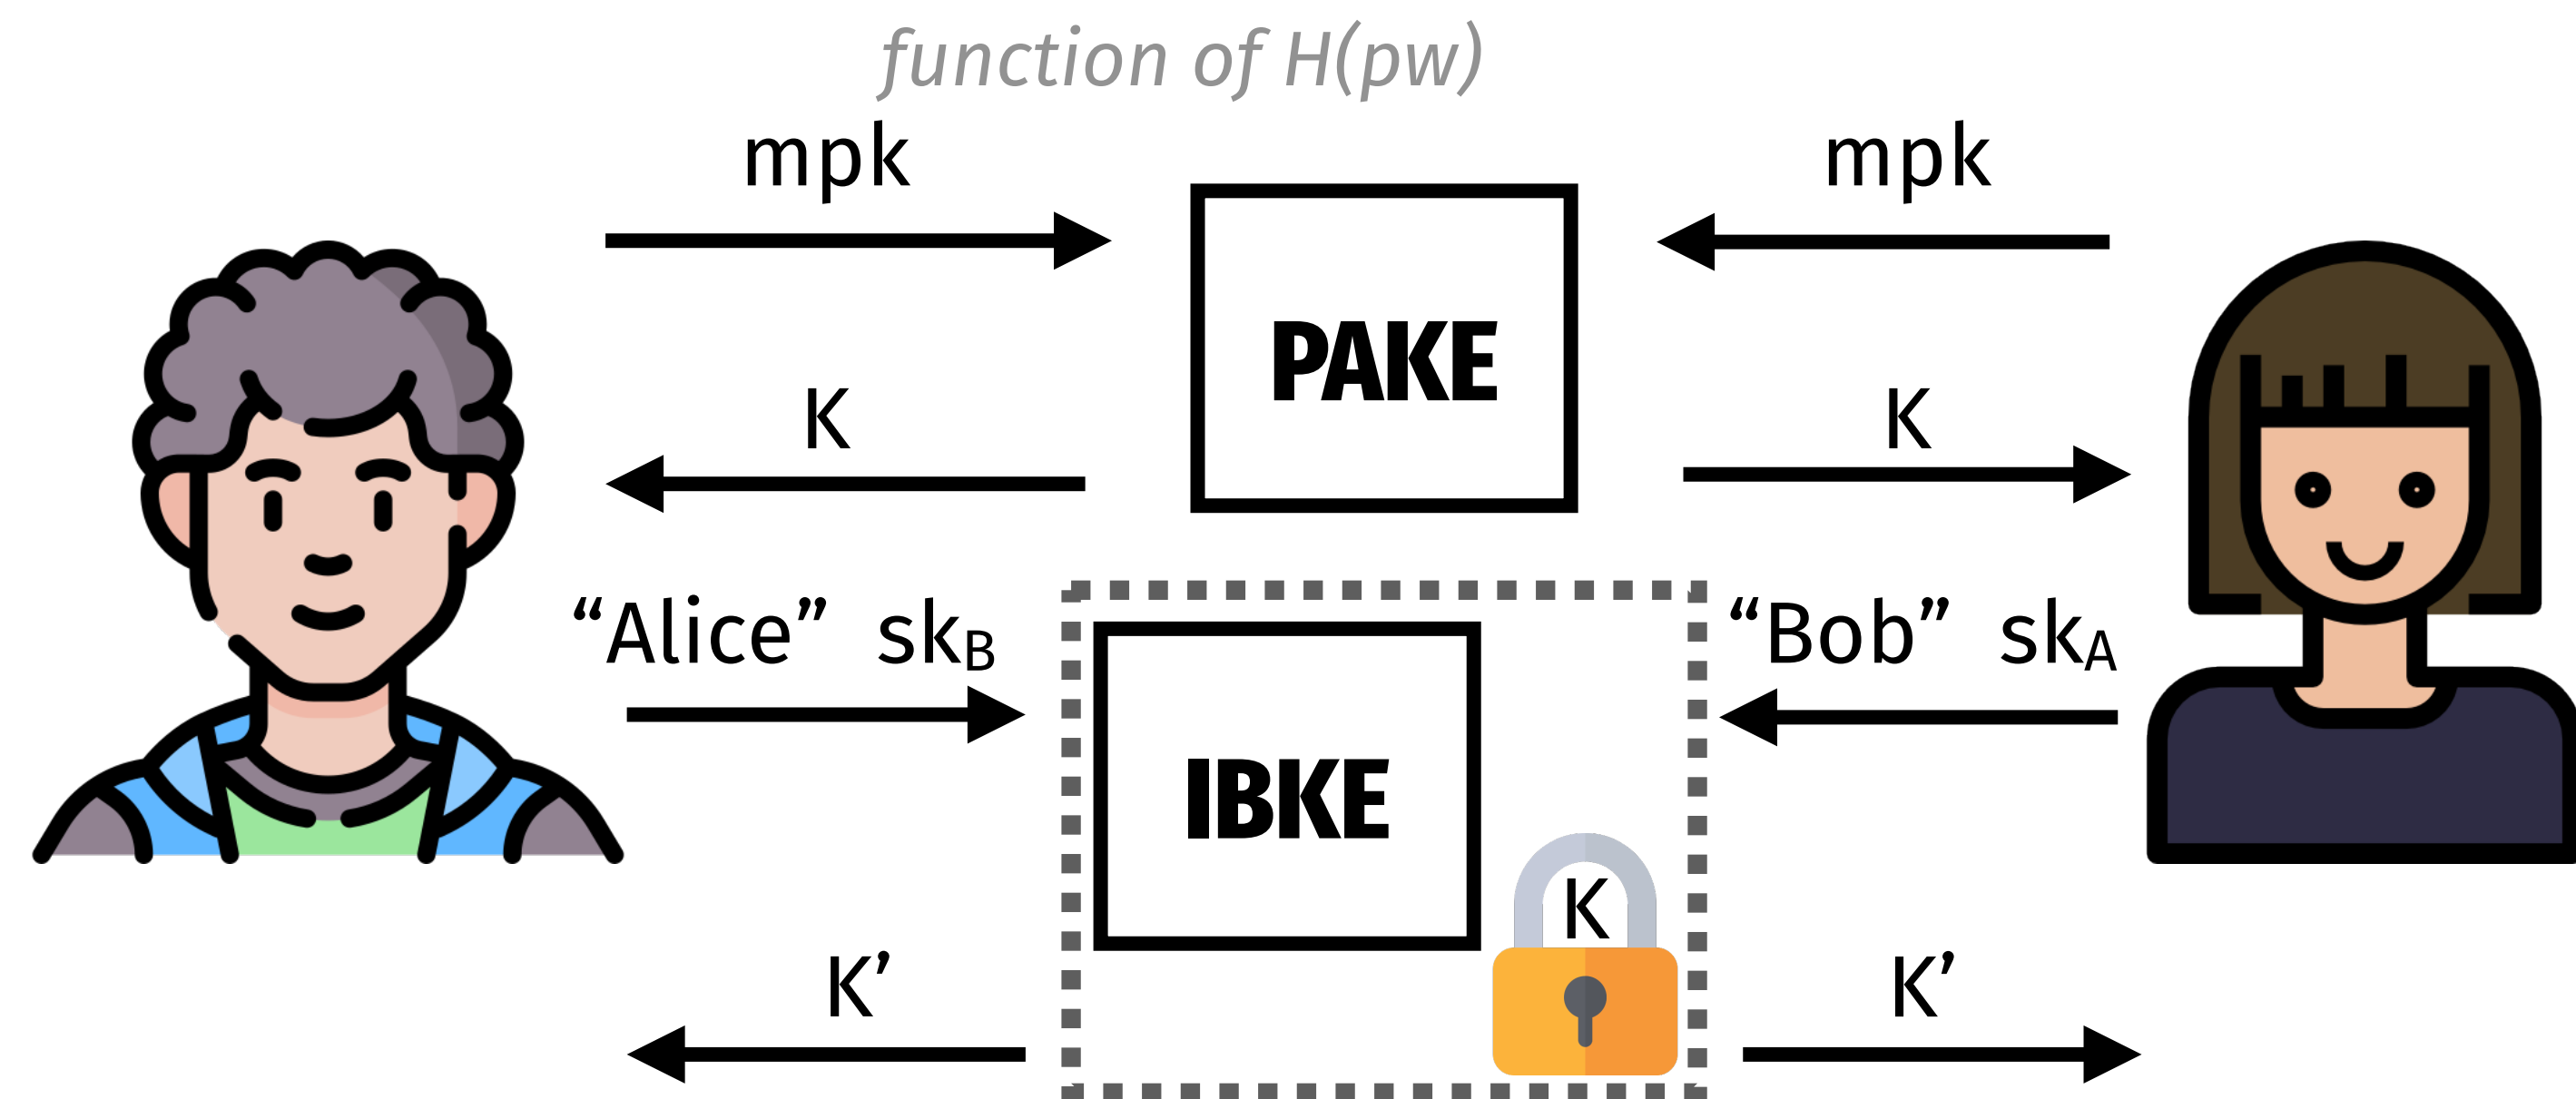 function of H(pw)
mpk
mpk
PAKE
K
K
“Alice” skB
“Bob” skA
IBKE
K
K’
K’